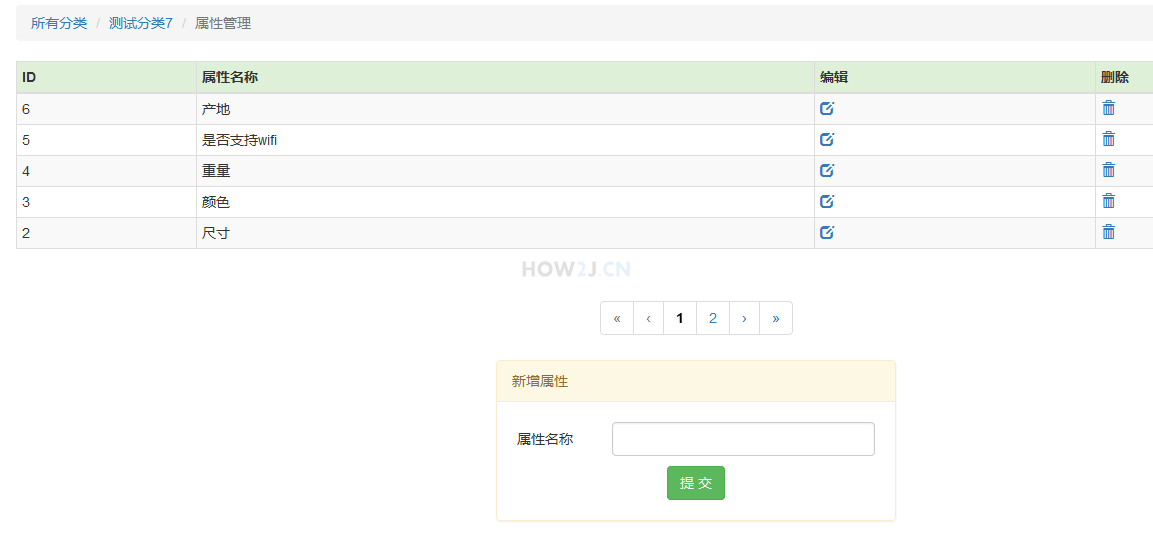 所有分类 / 测试分类7 / 属性管理
ID 属性名称 编辑 删除
6 产地
5 是否支持wifi
4 重量
3 颜色
2 尺寸
HOW2J.CN
« ‹ 1 2 › »
新增属性
属性名称
提 交